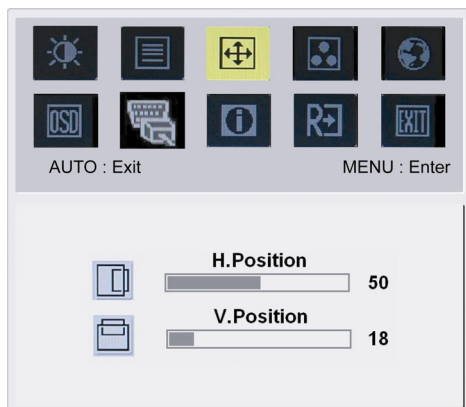 OSD
i
R
EXIT
AUTO : Exit
MENU : Enter
H.Position
50
V.Position
18